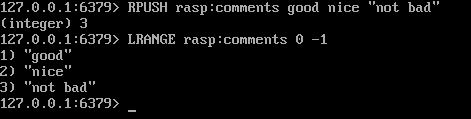 127.0.0.1:6379> RPUSH rasp:comments good nice "not bad"
(integer) 3
127.0.0.1:6379> LRANGE rasp:comments 0 -1
1) "good"
2) "nice"
3) "not bad"
127.0.0.1:6379> _